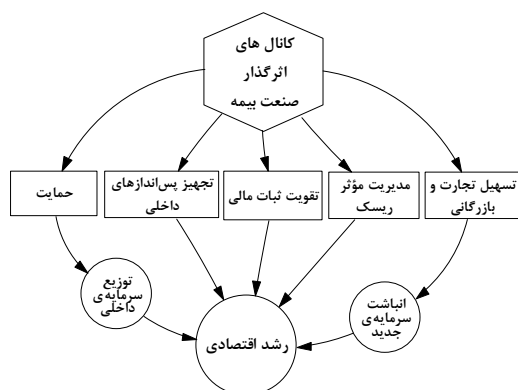 کانال های
اثرگذار
صنعت بیمه
تسهیل تجارت و
بازرگانی
مدیریت مؤثر
ریسک
تقویت ثبات مالی
تجهیز پس‌اندازهای
داخلی
حمایت
انباشت
سرمایه‌ی
جدید
رشد اقتصادی
توزیع
سرمایه‌ی
داخلی